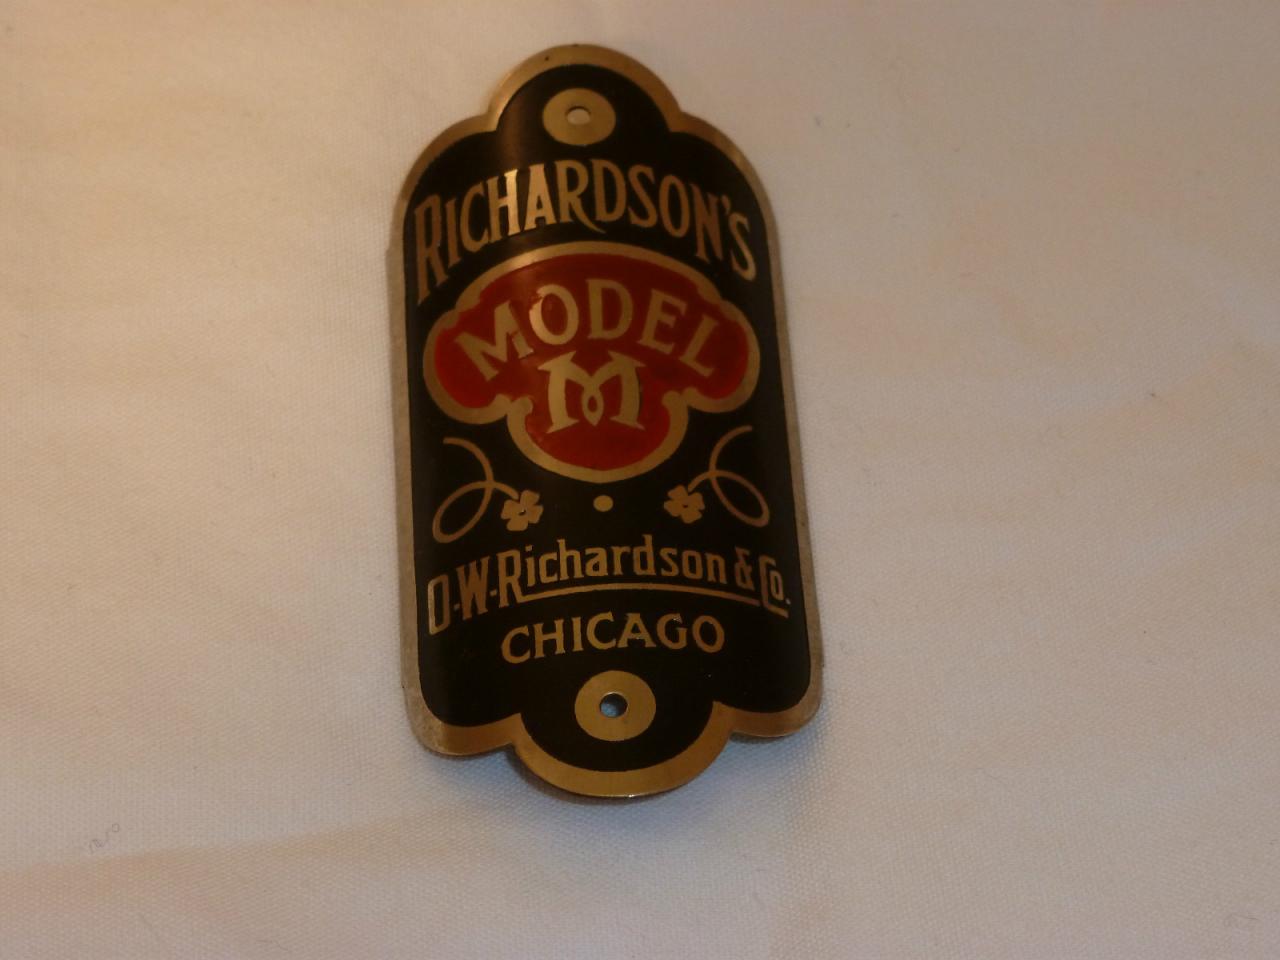 RICHARDSON'S
MODEL
M
O.W. Richardson & Co.
CHICAGO